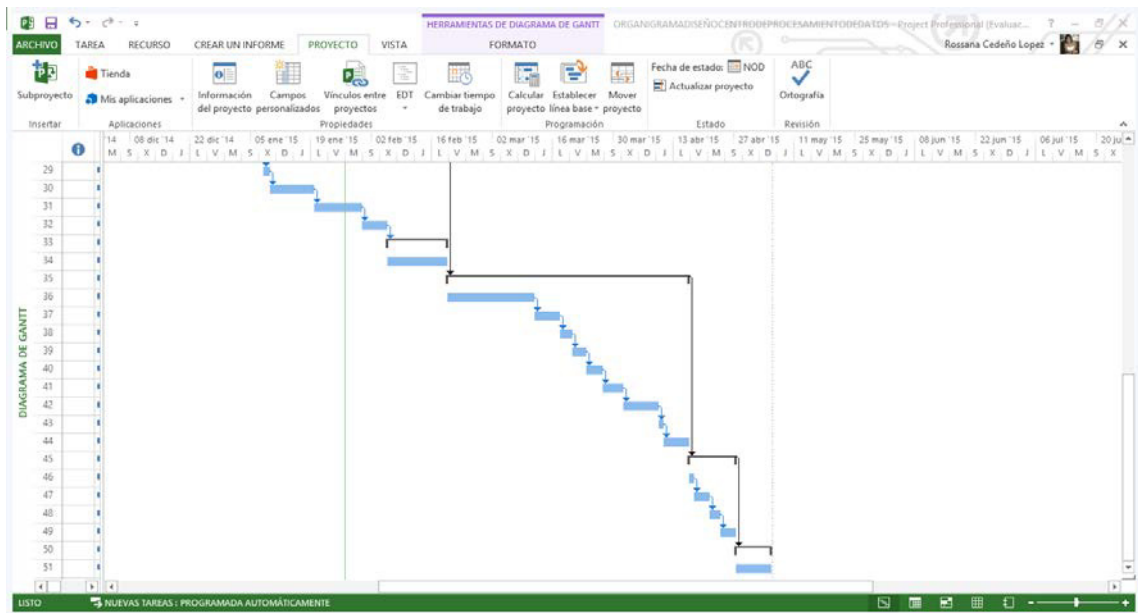 HERRAMIENTAS DE DIAGRAMA DE GANTT ORGANIGRAMADISEÑOCENTRODEPROCESAMIENTODEDATOS - Project Professional (Evaluac...
ARCHIVO TAREA RECURSO CREAR UN INFORME PROYECTO VISTA FORMATO Rossana Cedeño Lopez
Subproyecto
Tienda
Mis aplicaciones
Información del proyecto
Campos personalizados
Vínculos entre proyectos
EDT
Cambiar tiempo de trabajo
Calcular proyecto
Establecer línea base
Mover proyecto
Fecha de estado: NOD
Actualizar proyecto
ABC
Ortografía
Insertar Aplicaciones Propiedades Programación Estado Revisión
'14 08 dic '14 22 dic '14 05 ene '15 19 ene '15 02 feb '15 16 feb '15 02 mar '15 16 mar '15 30 mar '15 13 abr '15 27 abr '15 11 may '15 25 may '15 08 jun '15 22 jun '15 06 jul '15 20 ju
M S X D J L V M S X D J L V M S X D J L V M S X D J L V M S X D J L V M S X D J L V M S X D J L V M S X
29
30
31
32
33
34
35
36
37
38
39
40
41
42
43
44
45
46
47
48
49
50
51
DIAGRAMA DE GANTT
LISTO NUEVAS TAREAS : PROGRAMADA AUTOMÁTICAMENTE